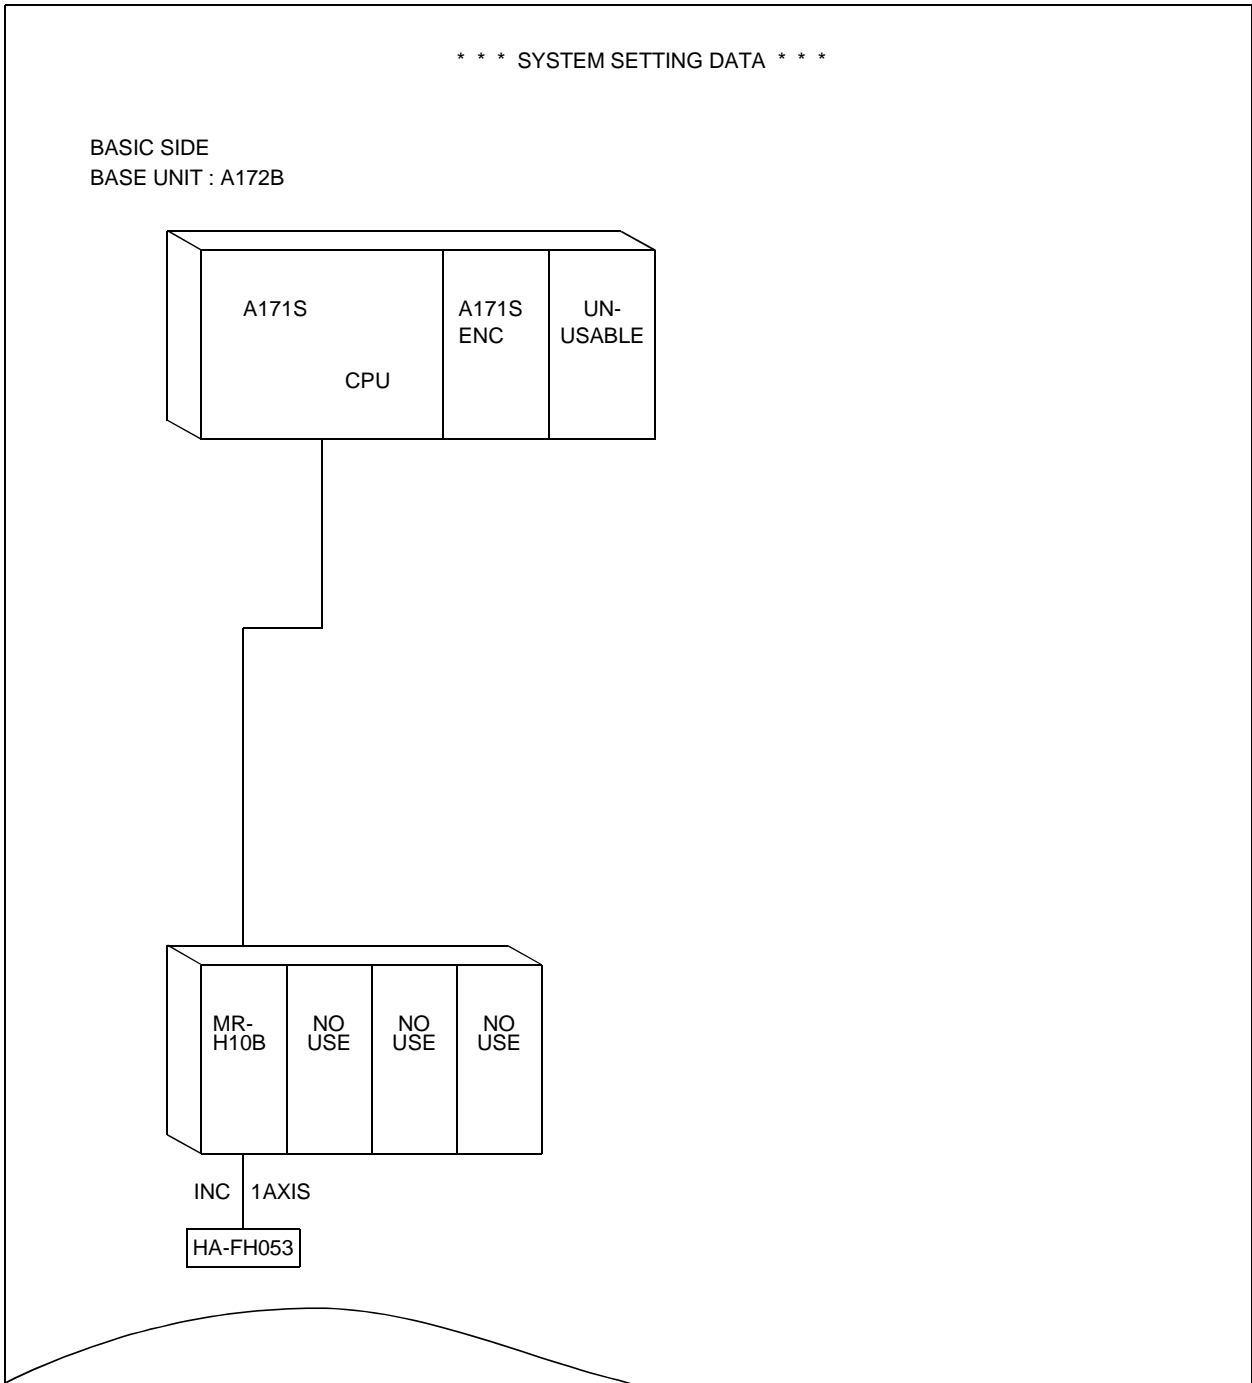 * * * SYSTEM SETTING DATA * * *
BASIC SIDE
BASE UNIT : A172B
A171S
CPU
A171S
ENC
UN-
USABLE
MR-
H10B
NO
USE
NO
USE
NO
USE
INC 1AXIS
HA-FH053